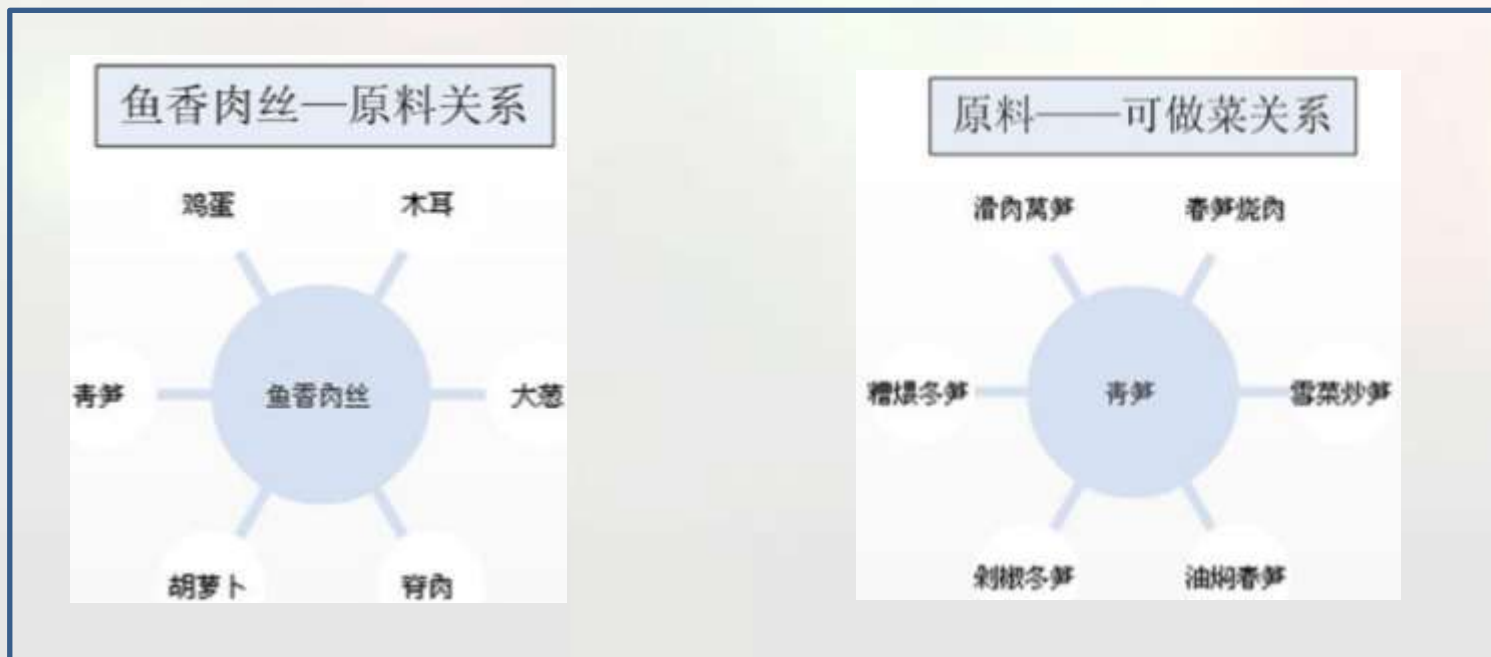 鱼香肉丝—原料关系
鸡蛋
木耳
青笋
鱼香肉丝
大葱
胡萝卜
脊肉
原料——可做菜关系
滑肉莴笋
春笋烧肉
糟煨冬笋
青笋
雪菜炒笋
剁椒冬笋
油焖春笋